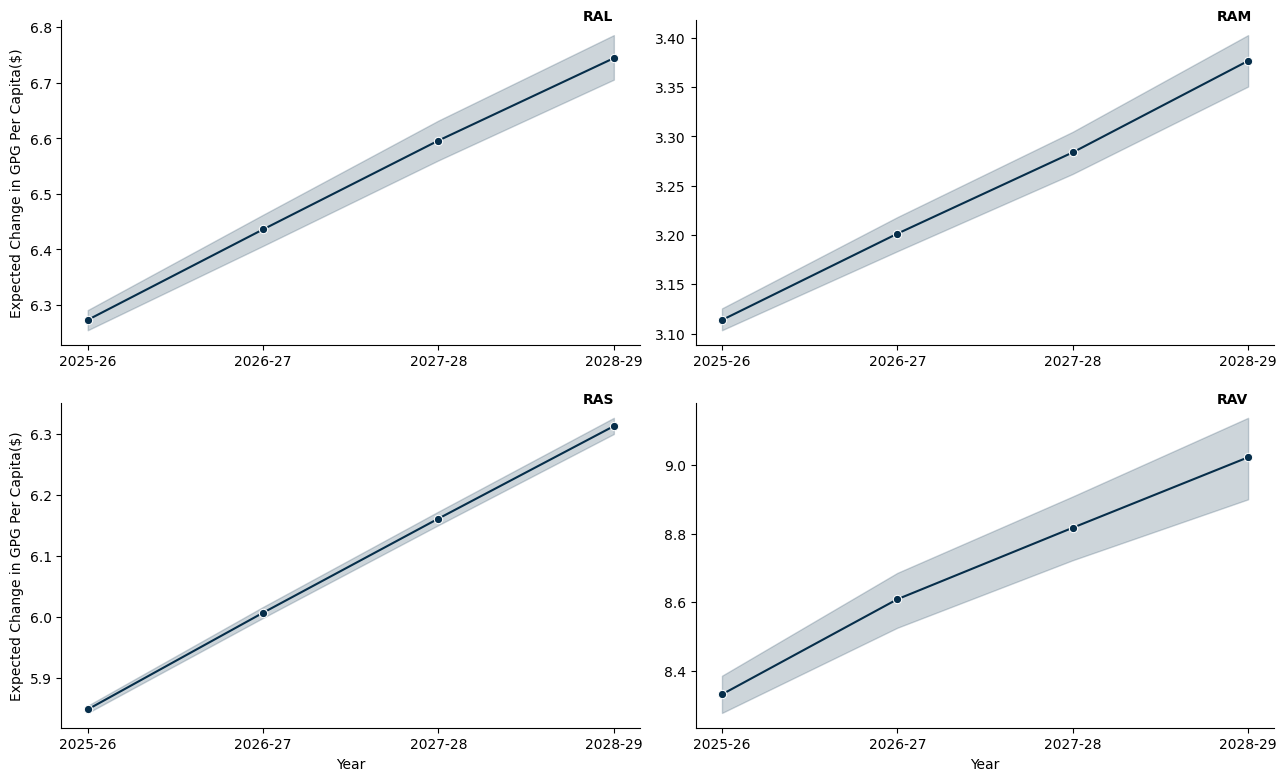 RAL
Expected Change in GPG Per Capita($)
6.8
6.7
6.6
6.5
6.4
6.3
2025-26 2026-27 2027-28 2028-29
RAM
3.40
3.35
3.30
3.25
3.20
3.15
3.10
2025-26 2026-27 2027-28 2028-29
RAS
Expected Change in GPG Per Capita($)
6.3
6.2
6.1
6.0
5.9
2025-26 2026-27 2027-28 2028-29
Year
RAV
9.0
8.8
8.6
8.4
2025-26 2026-27 2027-28 2028-29
Year